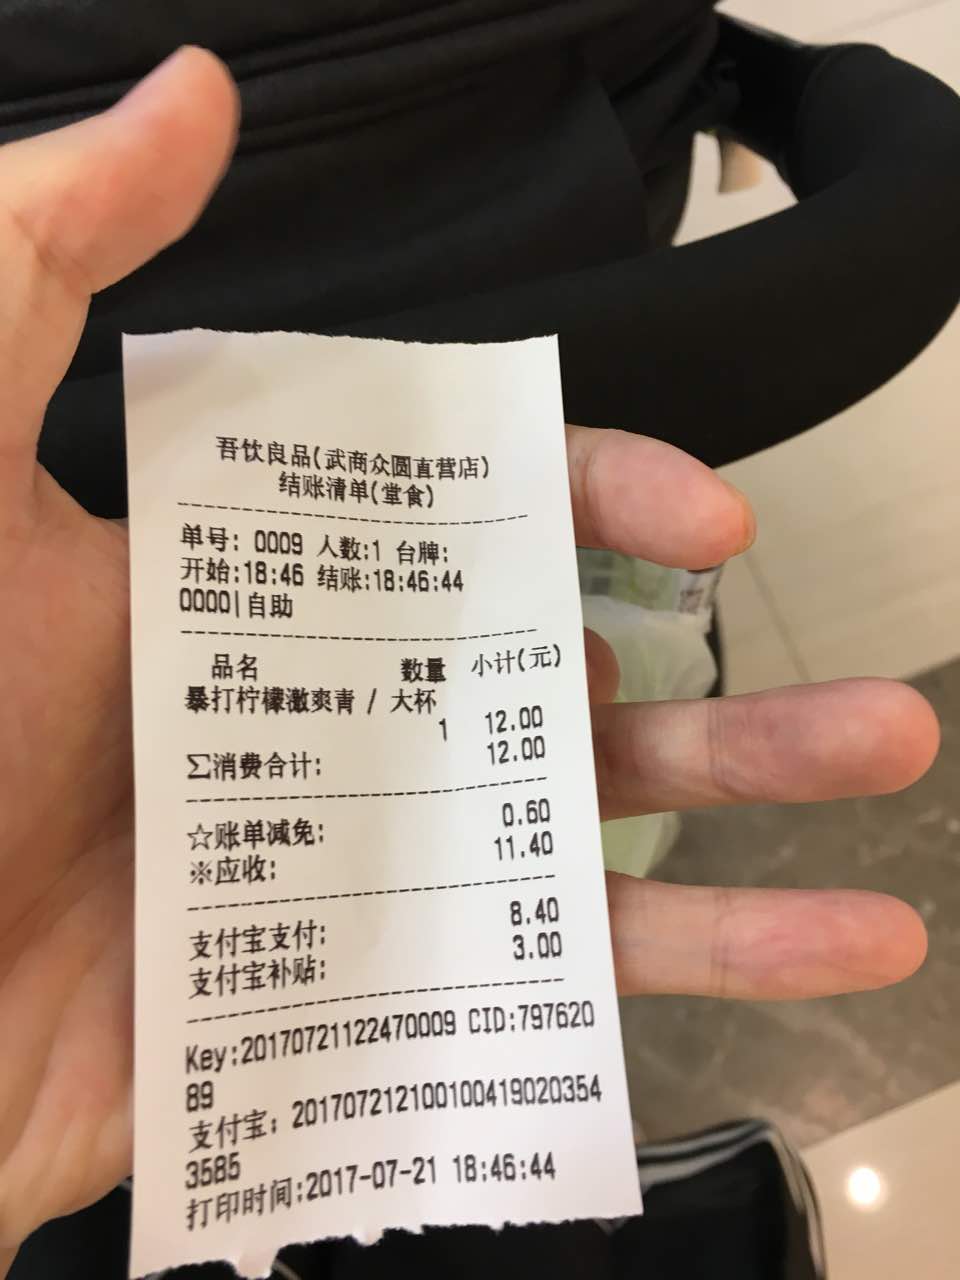 吾饮良品(武商众圆直营店)
结账清单(堂食)
单号: 0009 人数:1 台牌:
开始:18:46 结账:18:46:44
0000|自助
品名 数量 小计(元)
暴打柠檬激爽青 / 大杯
1 12.00
∑消费合计: 12.00
☆账单减免: 0.60
※应收: 11.40
支付宝支付: 8.40
支付宝补贴: 3.00
Key:20170721122470009 CID:797620
89
支付宝: 201707212100100419020354
3585
打印时间:2017-07-21 18:46:44